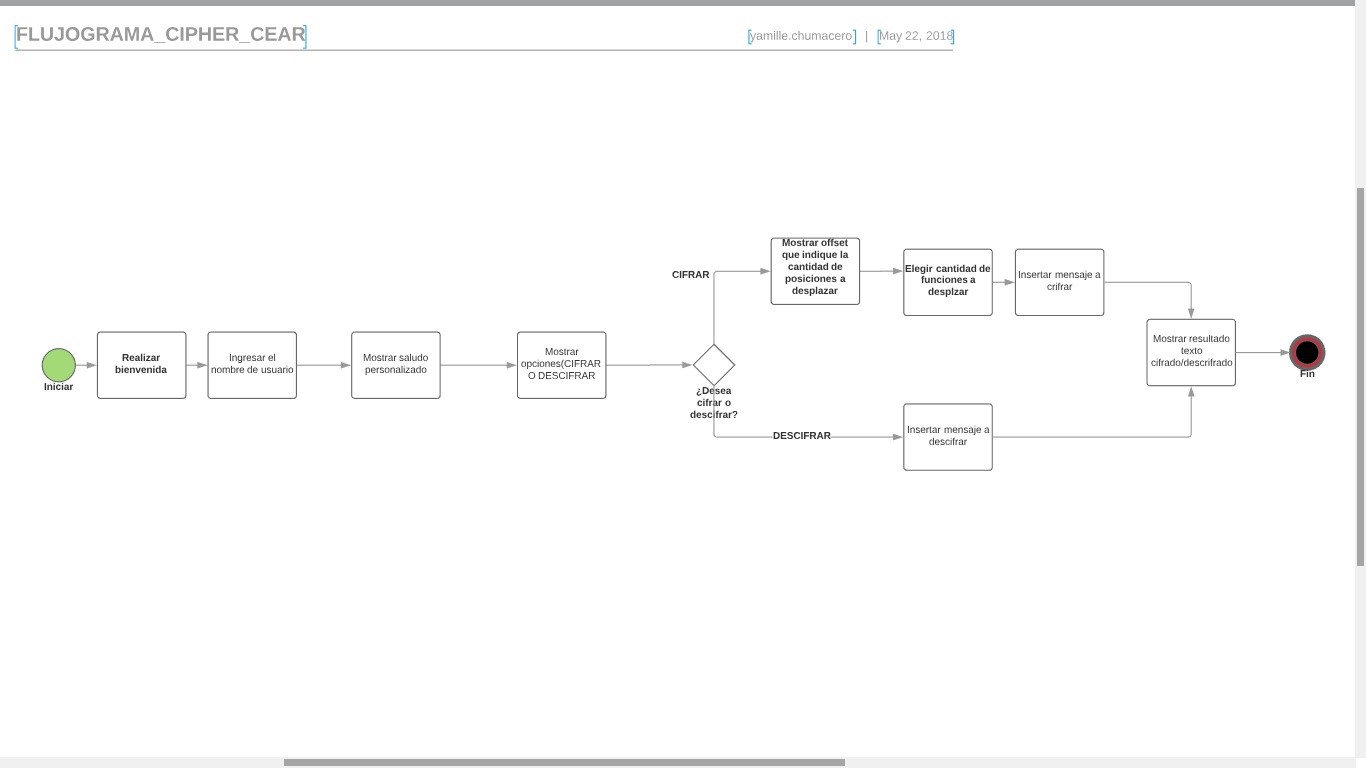 FLUJOGRAMA_CIPHER_CEAR
yamille.chumacero | May 22, 2018
Iniciar
Realizar
bienvenida
Ingresar el
nombre de usuario
Mostrar saludo
personalizado
Mostrar
opciones(CIFRAR
O DESCIFRAR
¿Desea
cifrar o
descifrar?
CIFRAR
Mostrar offset
que indique la
cantidad de
posiciones a
desplazar
Elegir cantidad de
funciones a
desplzar
Insertar mensaje a
crifrar
DESCIFRAR
Insertar mensaje a
descifrar
Mostrar resultado
texto
cifrado/descrifrado
Fin